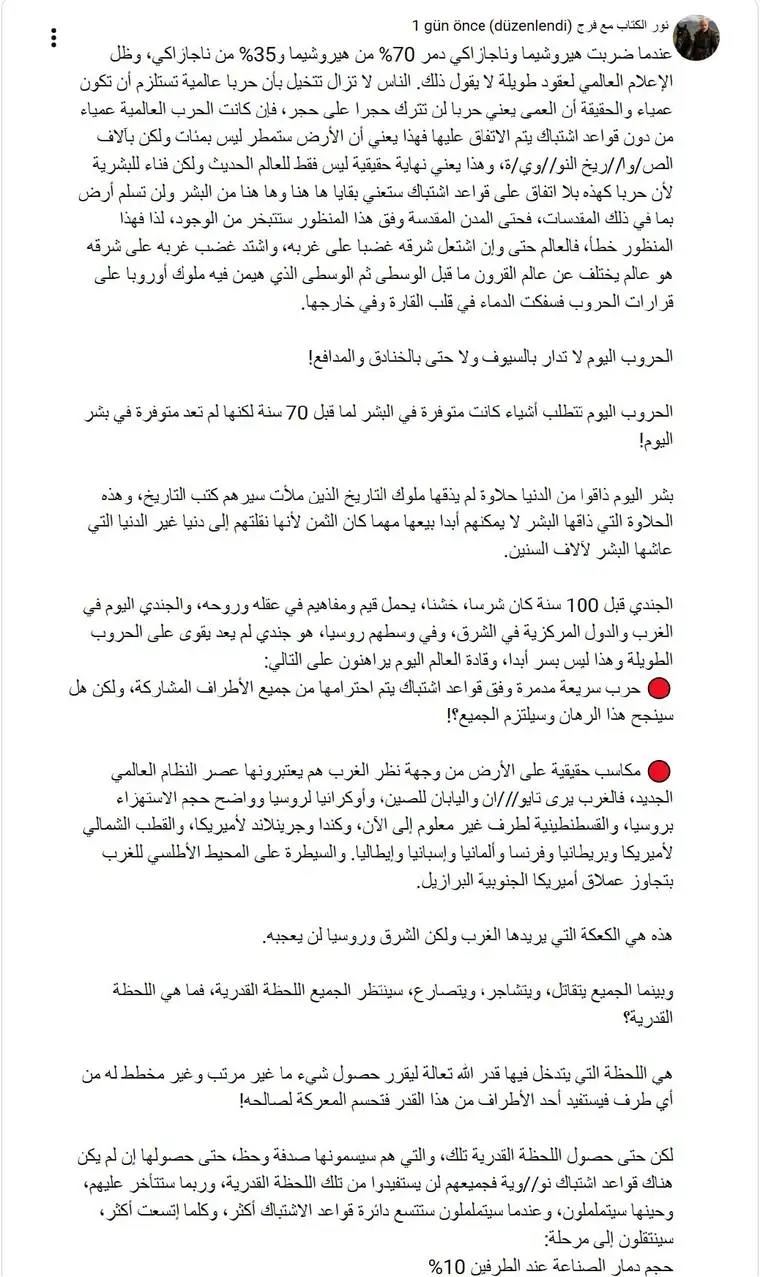 نور الكتاب مع فرج 1 gün önce (düzenlendi)
عندما ضربت هيروشيما وناجازاكي دمر 70% من هيروشيما و35% من ناجازاكي، وظل
الإعلام العالمي لعقود طويلة لا يقول ذلك. الناس لا تزال تتخيل بأن حربا عالمية تستلزم أن تكون
عمياء والحقيقة أن العمى يعني حربا لن تترك حجرا على حجر، فإن كانت الحرب العالمية عمياء
من دون قواعد اشتباك يتم الاتفاق عليها فهذا يعني أن الأرض ستمطر ليس بمئات ولكن بآلاف
الص/وا//ريخ النو//وي/ة، وهذا يعني نهاية حقيقية ليس فقط للعالم الحديث ولكن فناء للبشرية
لأن حربا كهذه بلا اتفاق على قواعد اشتباك ستعني بقايا ها هنا وها هنا من البشر ولن تسلم أرض
بما في ذلك المقدسات، فحتى المدن المقدسة وفق هذا المنظور ستتبخر من الوجود، لذا فهذا
المنظور خطأ، فالعالم حتى وإن اشتعل شرقه غضبا على غربه، واشتد غضب غربه على شرقه
هو عالم يختلف عن عالم القرون ما قبل الوسطى ثم الوسطى الذي هيمن فيه ملوك أوروبا على
قرارات الحروب فسفكت الدماء في قلب القارة وفي خارجها.
الحروب اليوم لا تدار بالسيوف ولا حتى بالخنادق والمدافع!
الحروب اليوم تتطلب أشياء كانت متوفرة في البشر لما قبل 70 سنة لكنها لم تعد متوفرة في بشر
اليوم!
بشر اليوم ذاقوا من الدنيا حلاوة لم يذقها ملوك التاريخ الذين ملأت سيرهم كتب التاريخ، وهذه
الحلاوة التي ذاقها البشر لا يمكنهم أبدا بيعها مهما كان الثمن لأنها نقلتهم إلى دنيا غير الدنيا التي
عاشها البشر لآلاف السنين.
الجندي قبل 100 سنة كان شرسا، خشنا، يحمل قيم ومفاهيم في عقله وروحه، والجندي اليوم في
الغرب والدول المركزية في الشرق، وفي وسطهم روسيا، هو جندي لم يعد يقوى على الحروب
الطويلة وهذا ليس بسر أبدا، وقادة العالم اليوم يراهنون على التالي:
🔴 حرب سريعة مدمرة وفق قواعد اشتباك يتم احترامها من جميع الأطراف المشاركة، ولكن هل
سينجح هذا الرهان وسيلتزم الجميع؟!
🔴 مكاسب حقيقية على الأرض من وجهة نظر الغرب هم يعتبرونها عصر النظام العالمي
الجديد، فالغرب يرى تايو///ان واليابان للصين، وأوكرانيا لروسيا وواضح حجم الاستهزاء
بروسيا، والقسطنطينية لطرف غير معلوم إلى الآن، وكندا وجرينلاند لأميريكا، والقطب الشمالي
لأميريكا وبريطانيا وفرنسا وألمانيا وإسبانيا وإيطاليا. والسيطرة على المحيط الأطلسي للغرب
بتجاوز عملاق أميريكا الجنوبية البرازيل.
هذه هي الكعكة التي يريدها الغرب ولكن الشرق وروسيا لن يعجبه.
وبينما الجميع يتقاتل، ويتشاجر، ويتصارع، سينتظر الجميع اللحظة القدرية، فما هي اللحظة
القدرية؟
هي اللحظة التي يتدخل فيها قدر الله تعالة ليقرر حصول شيء ما غير مرتب وغير مخطط له من
أي طرف فيستفيد أحد الأطراف من هذا القدر فتحسم المعركة لصالحه!
لكن حتى حصول اللحظة القدرية تلك، والتي هم سيسمونها صدفة وحظ، حتى حصولها إن لم يكن
هناك قواعد اشتباك نو//وية فجميعهم لن يستفيدوا من تلك اللحظة القدرية، وربما ستتأخر عليهم،
وحينها سيتململون، وعندما سيتململون ستتسع دائرة قواعد الاشتباك أكثر، وكلما إتسعت أكثر،
سينتقلون إلى مرحلة:
حجم دمار الصناعة عند الطرفين 10%